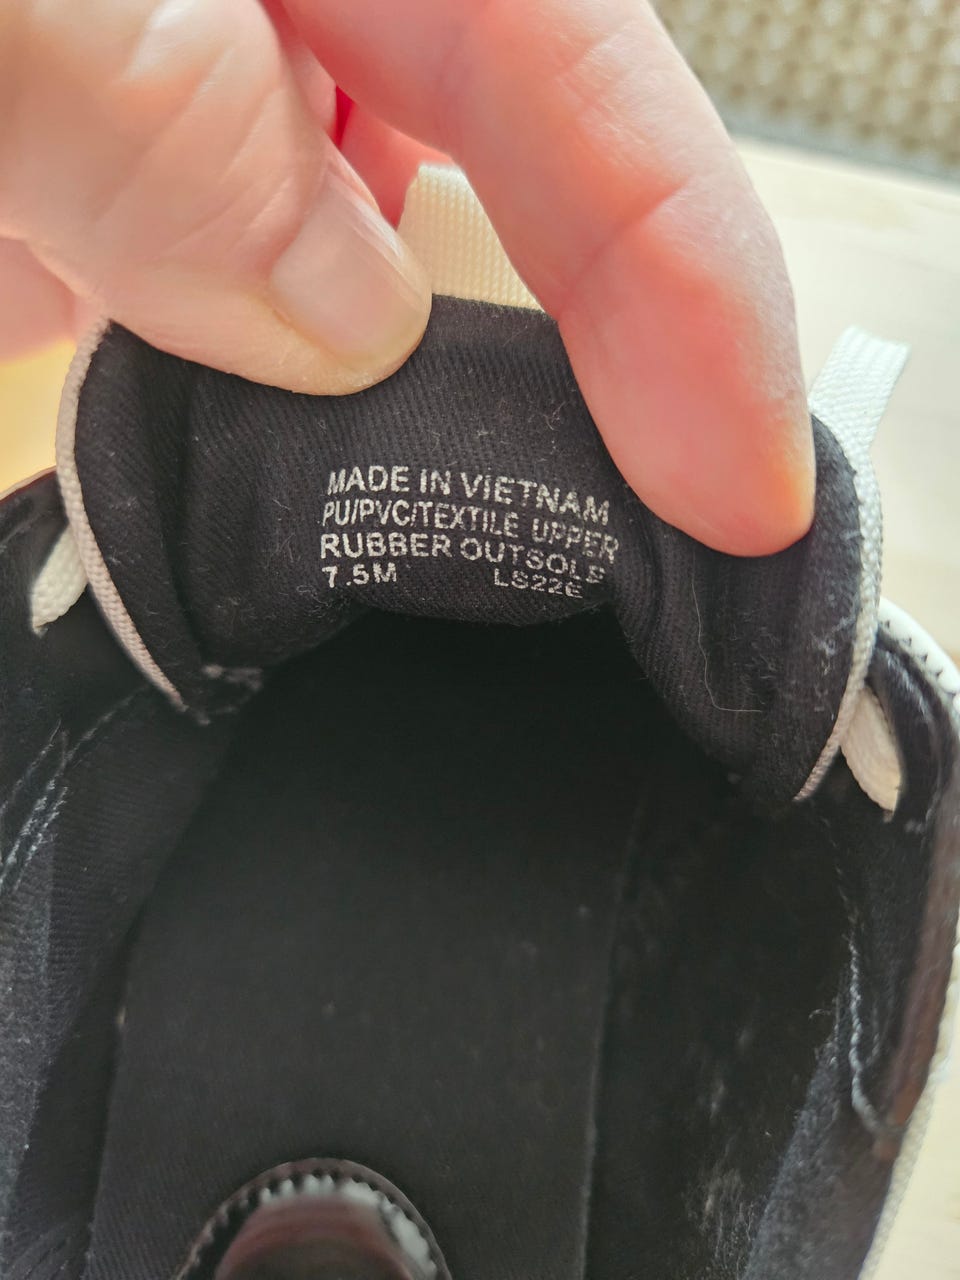 MADE IN VIETNAM
PU/PVC/TEXTILE UPPER
RUBBER OUTSOLE
7.5M LS22E